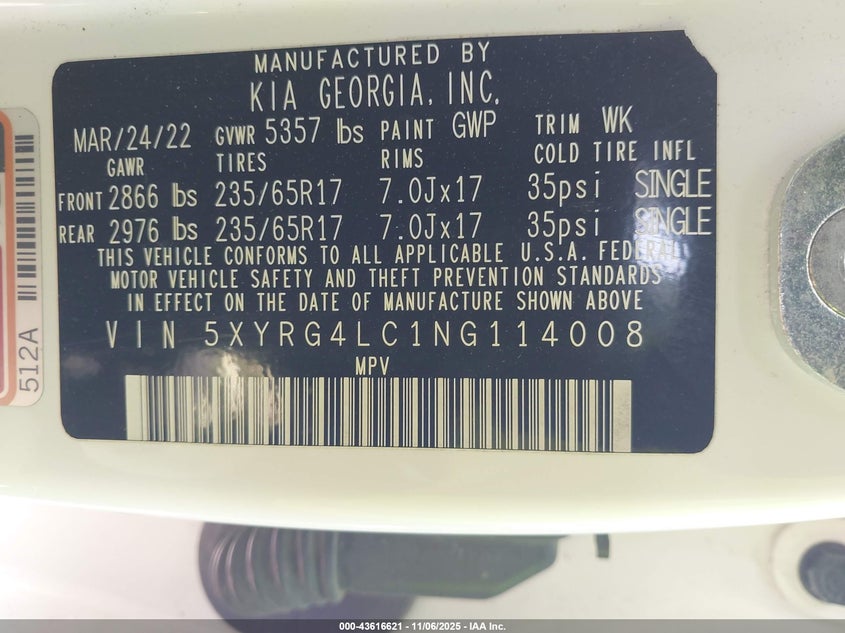 MANUFACTURED BY
KIA GEORGIA, INC.
MAR/24/22 GVWR 5357 lbs PAINT GWP TRIM WK
GAWR TIRES RIMS COLD TIRE INFL
FRONT 2866 lbs 235/65R17 7.0Jx17 35psi SINGLE
REAR 2976 lbs 235/65R17 7.0Jx17 35psi SINGLE
THIS VEHICLE CONFORMS TO ALL APPLICABLE U.S.A. FEDERAL
MOTOR VEHICLE SAFETY AND THEFT PREVENTION STANDARDS
IN EFFECT ON THE DATE OF MANUFACTURE SHOWN ABOVE
VIN 5XYRG4LC1NG114008
MPV
512A
000-43616621 - 11/06/2025 - IAA Inc.